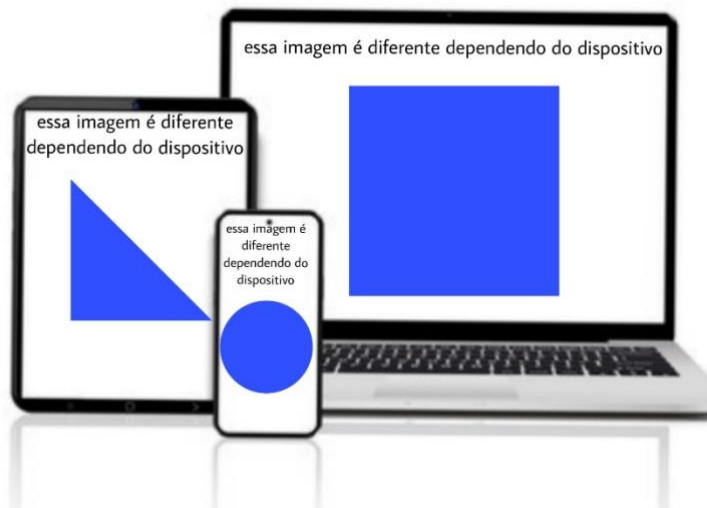 essa imagem é diferente dependendo do dispositivo
essa imagem é diferente
dependendo do dispositivo
essa imagem é
diferente
dependendo do
dispositivo